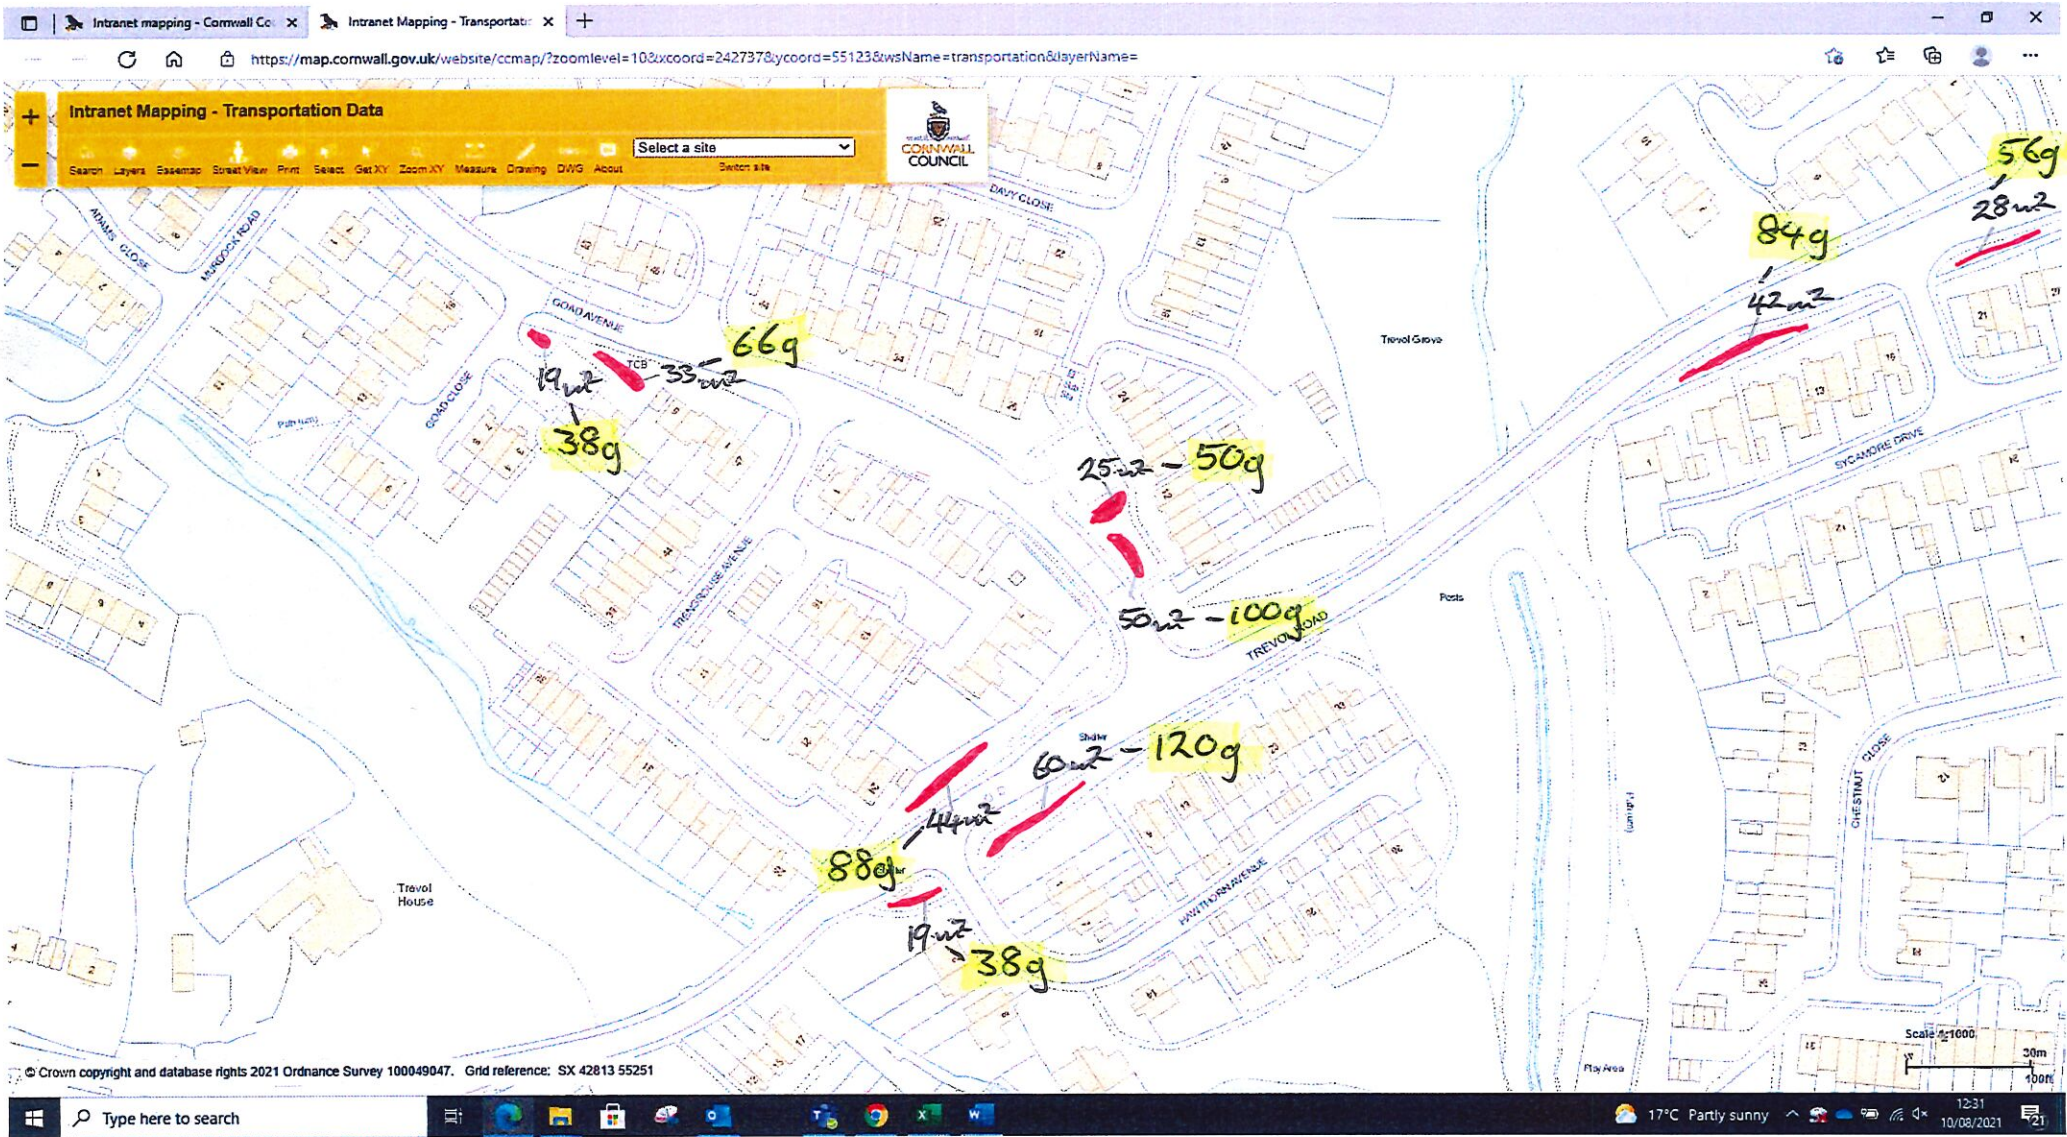 Intranet mapping - Cornwall Co
Intranet Mapping - Transportati
https://map.cornwall.gov.uk/website/ccmap/?zoomlevel=10&xcoord=242737&ycoord=55123&wsName=transportation&layerName=
Intranet Mapping - Transportation Data
Search Layers Basemap Street View Print Select Get XY Zoom XY Measure Drawing DWG About
Select a site
Switch site
CORNWALL
COUNCIL
56g
28m²
84g
42m²
DAVY CLOSE
ADAMS CLOSE
MURDOCK ROAD
GOAD AVENUE
66g
TCB
33m²
19m²
38g
GOAD CLOSE
Trevol Grove
SYCAMORE DRIVE
25m² - 50g
50m² - 100g
TREVOL ROAD
Posts
TRENGROUSE AVENUE
Shelter
60m² - 120g
44m²
88g
19m²
38g
HAWTHORN AVENUE
CHESTNUT CLOSE
Path (um)
Trevol
House
Play Area
Scale 1:1000
30m
100ft
© Crown copyright and database rights 2021 Ordnance Survey 100049047. Grid reference: SX 42813 55251
Type here to search
17°C Partly sunny
12:31
10/08/2021
21